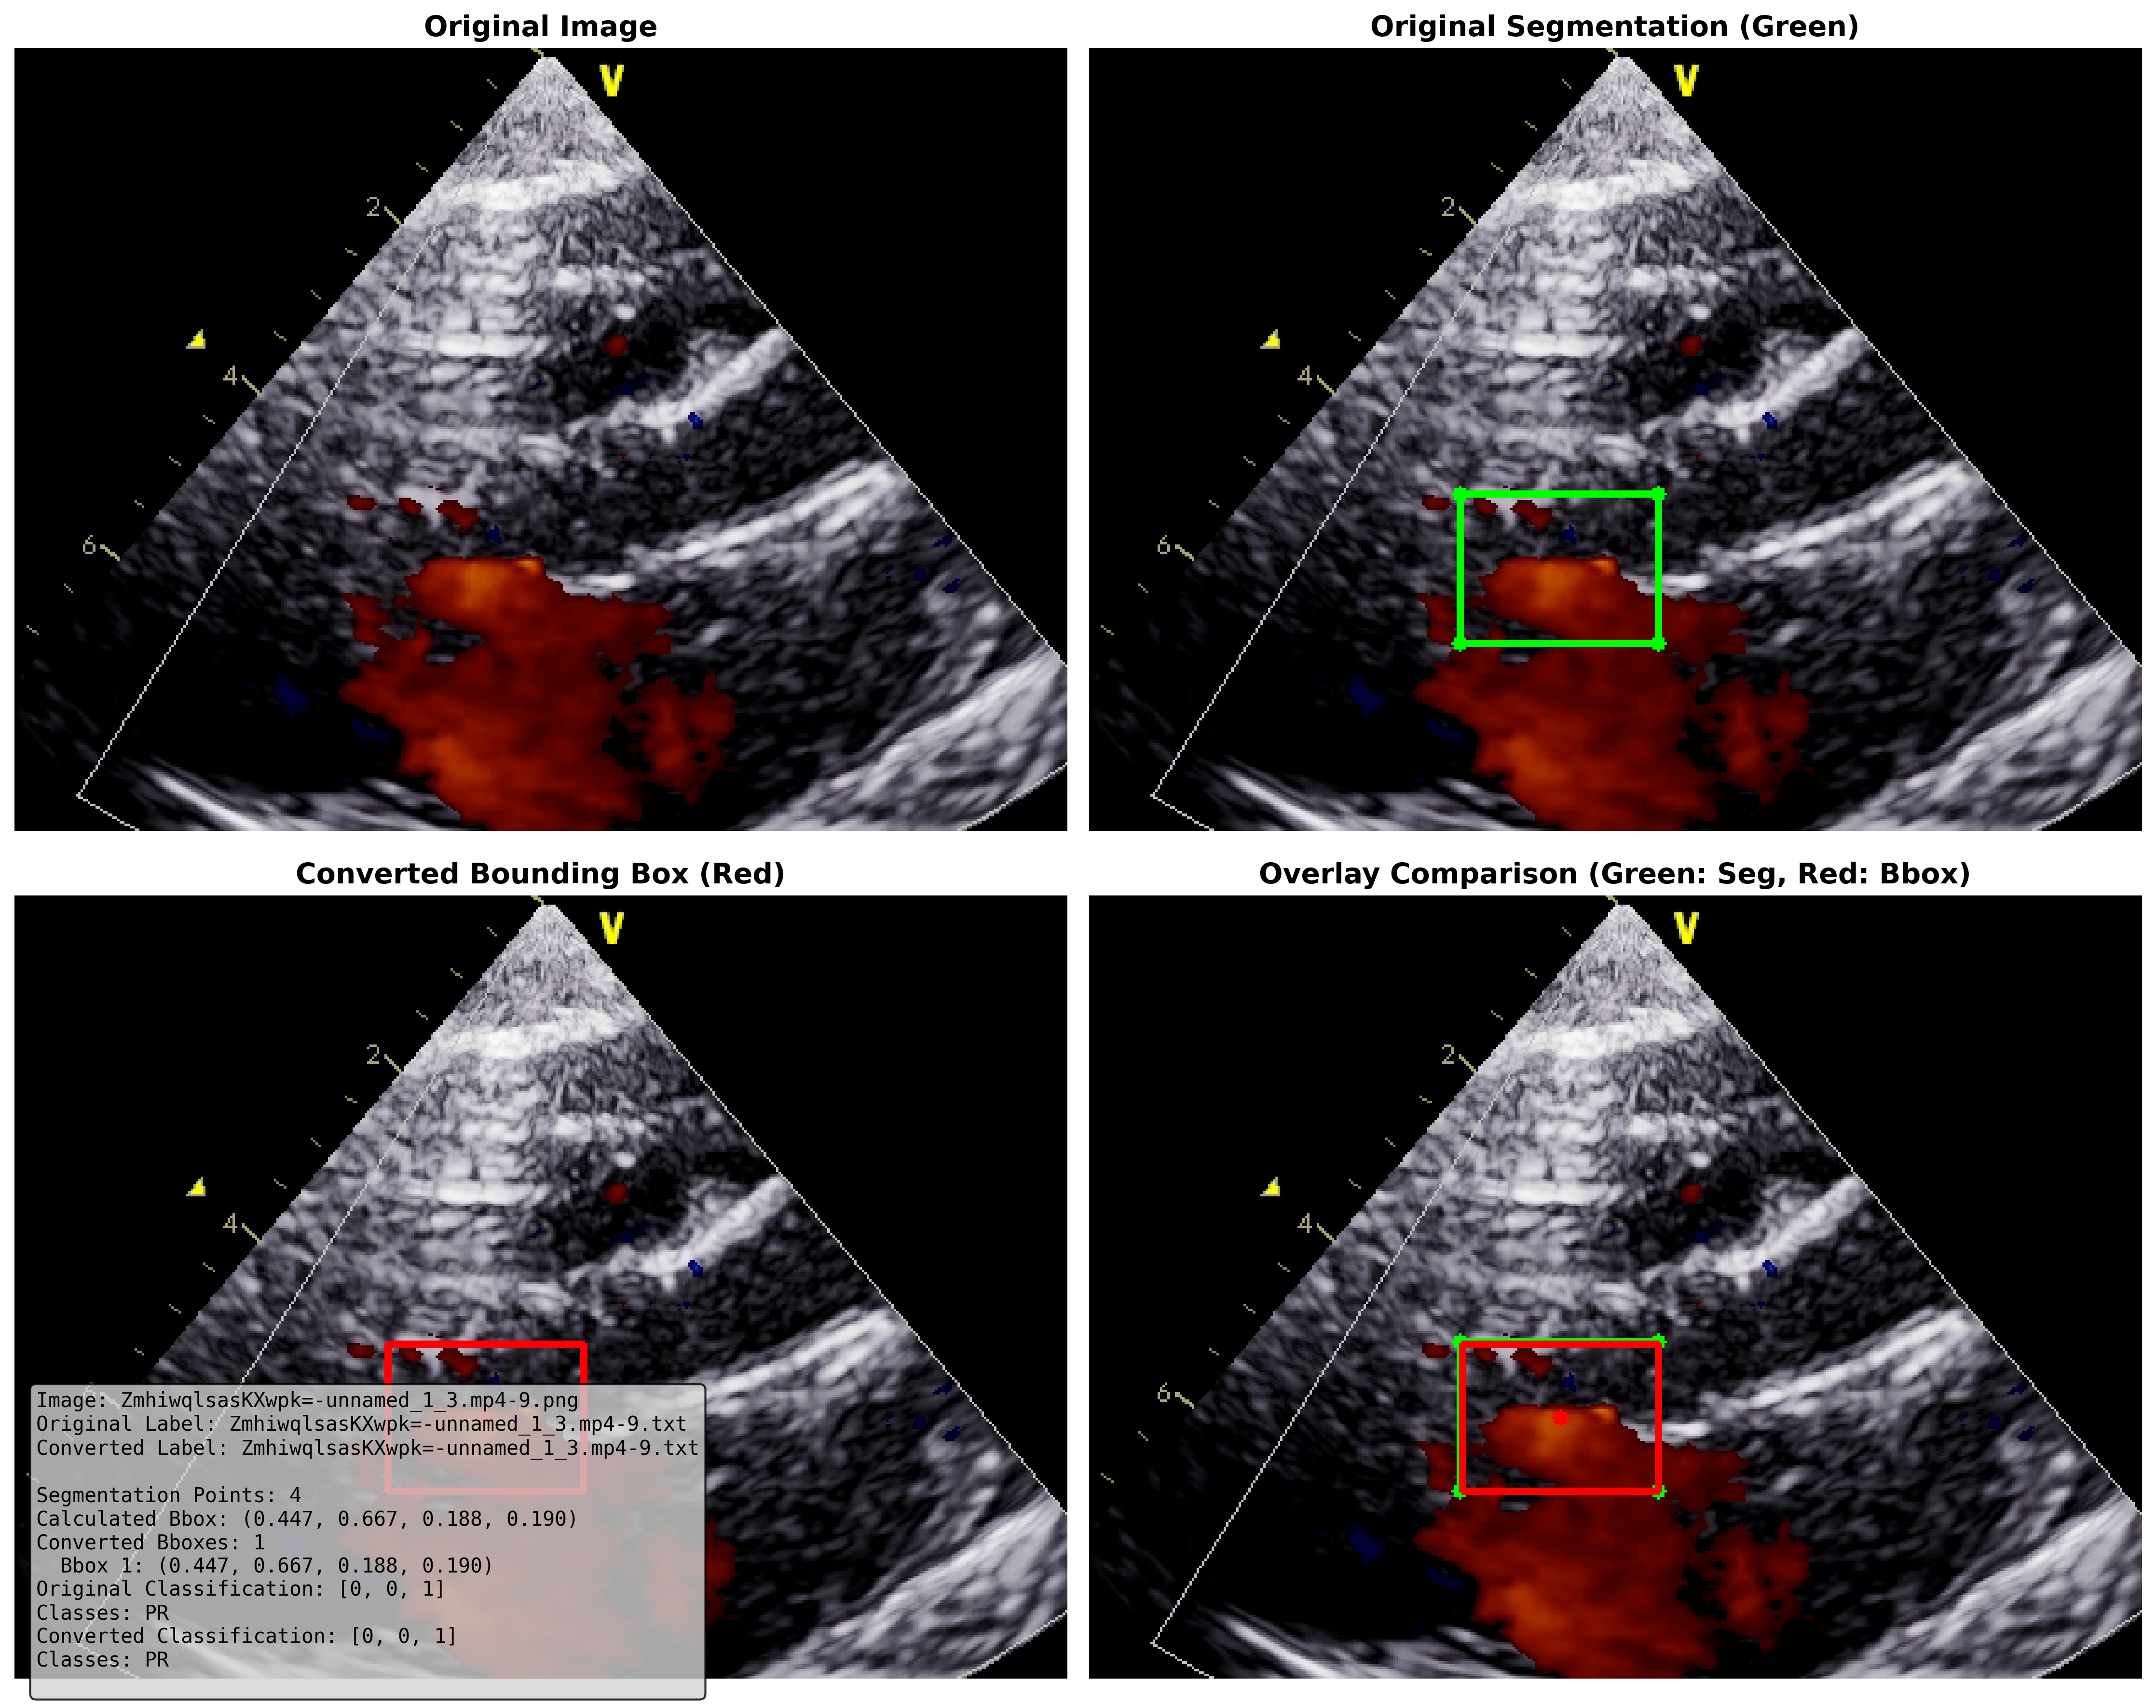 Original Image
V
2
4
6
Original Segmentation (Green)
V
2
4
6
Converted Bounding Box (Red)
V
2
4
Image: ZmhiwqlsasKXwpk=-unnamed_1_3.mp4-9.png
Original Label: ZmhiwqlsasKXwpk=-unnamed_1_3.mp4-9.txt
Converted Label: ZmhiwqlsasKXwpk=-unnamed_1_3.mp4-9.txt
Segmentation Points: 4
Calculated Bbox: (0.447, 0.667, 0.188, 0.190)
Converted Bboxes: 1
Bbox 1: (0.447, 0.667, 0.188, 0.190)
Original Classification: [0, 0, 1]
Classes: PR
Converted Classification: [0, 0, 1]
Classes: PR
Overlay Comparison (Green: Seg, Red: Bbox)
V
2
4
6